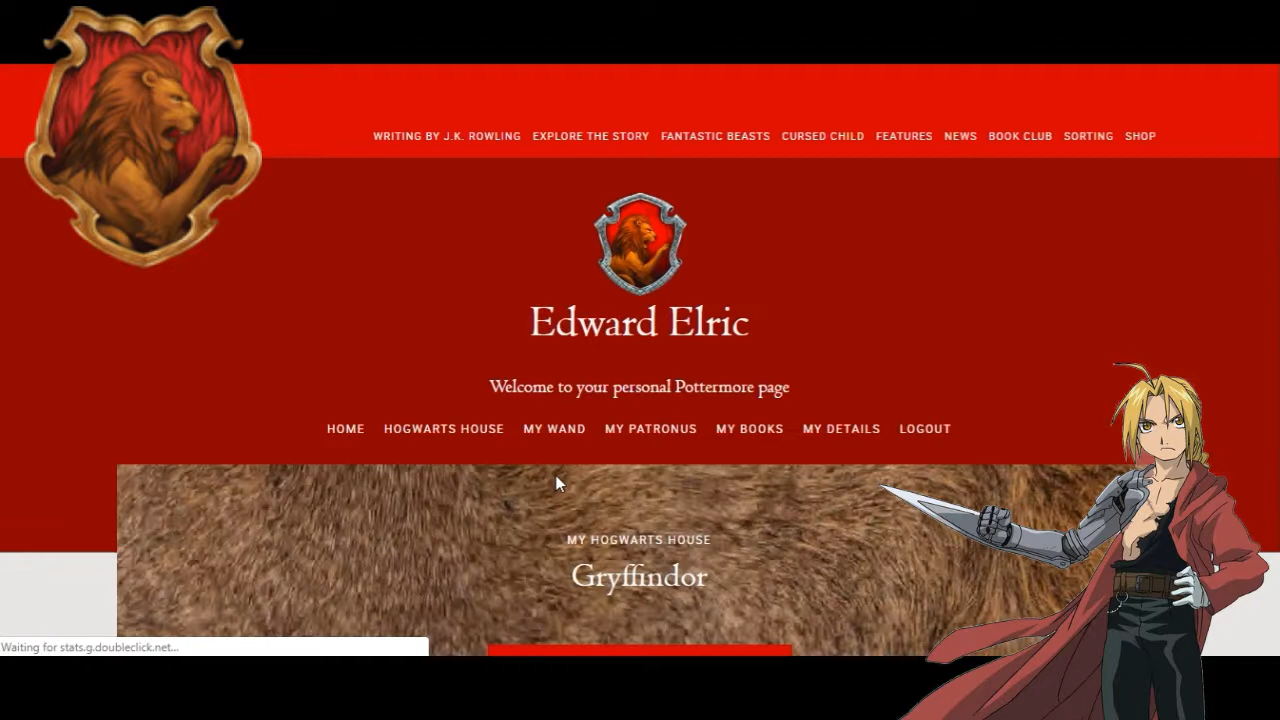 WRITING BY J.K. ROWLING EXPLORE THE STORY FANTASTIC BEASTS CURSED CHILD FEATURES NEWS BOOK CLUB SORTING SHOP
Edward Elric
Welcome to your personal Pottermore page
HOME HOGWARTS HOUSE MY WAND MY PATRONUS MY BOOKS MY DETAILS LOGOUT
MY HOGWARTS HOUSE
Gryffindor
Waiting for stats.g.doubleclick.net...